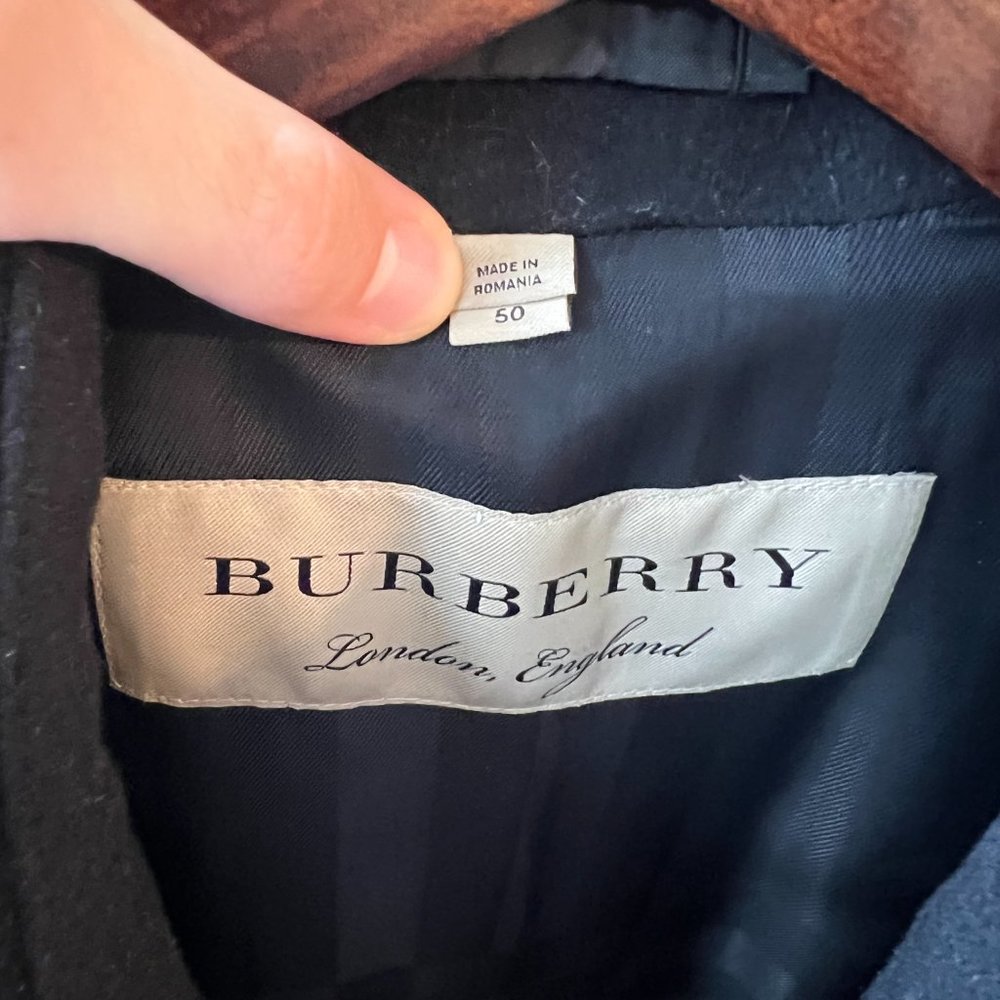 MADE IN
ROMANIA
50
BURBERRY
London, England